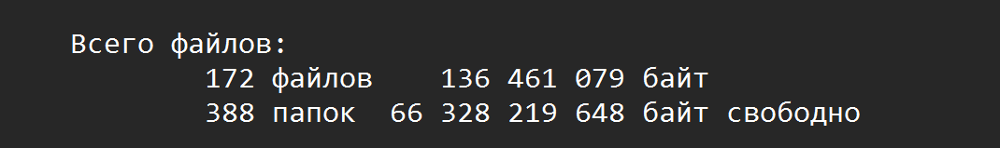 Всего файлов:
172 файлов 136 461 079 байт
388 папок 66 328 219 648 байт свободно